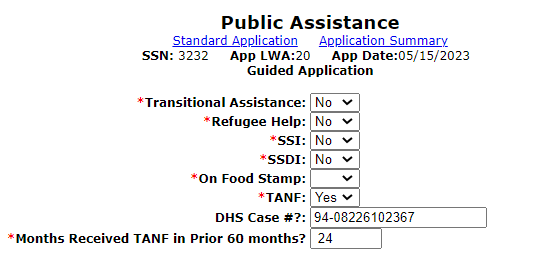 Public Assistance
Standard Application Application Summary
SSN: 3232 App LWA:20 App Date:05/15/2023
Guided Application
*Transitional Assistance: No
*Refugee Help: No
*SSI: No
*SSDI: No
*On Food Stamp:
*TANF: Yes
DHS Case #?: 94-08226102367
*Months Received TANF in Prior 60 months? 24